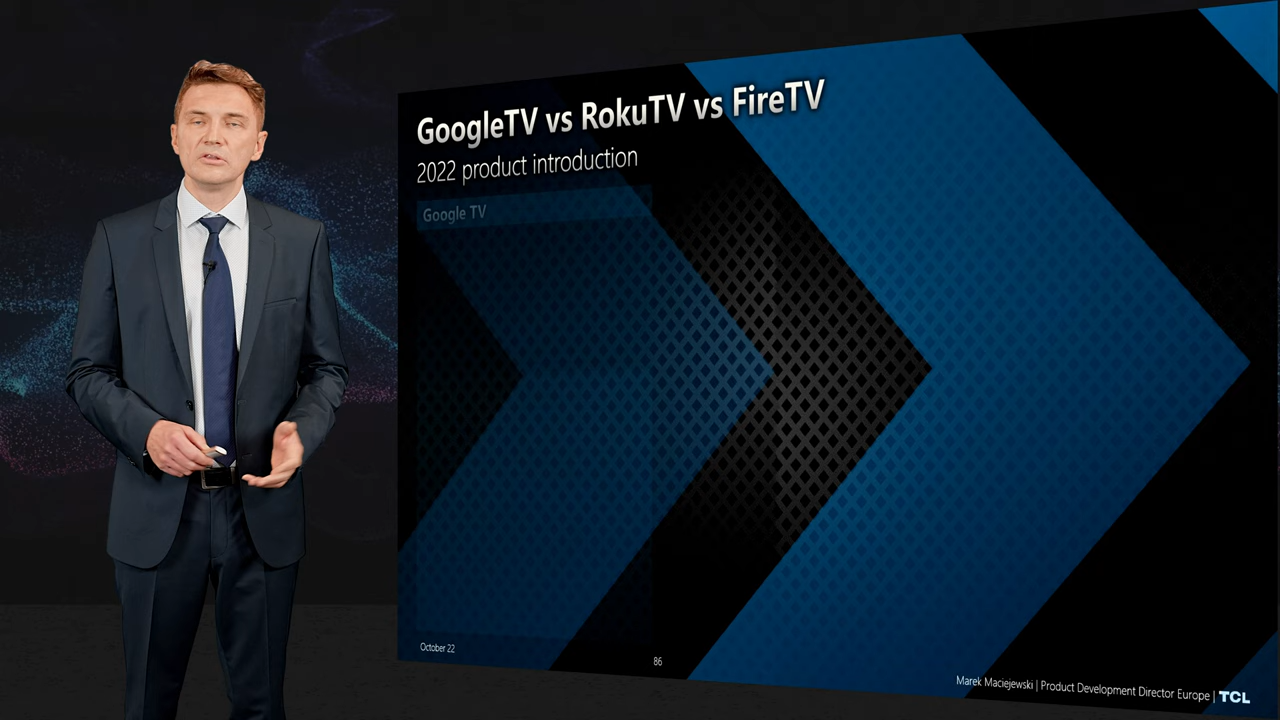 GoogleTV vs RokuTV vs FireTV
2022 product introduction
Google TV
October 22
86
Marek Maciejewski | Product Development Director Europe | TCL